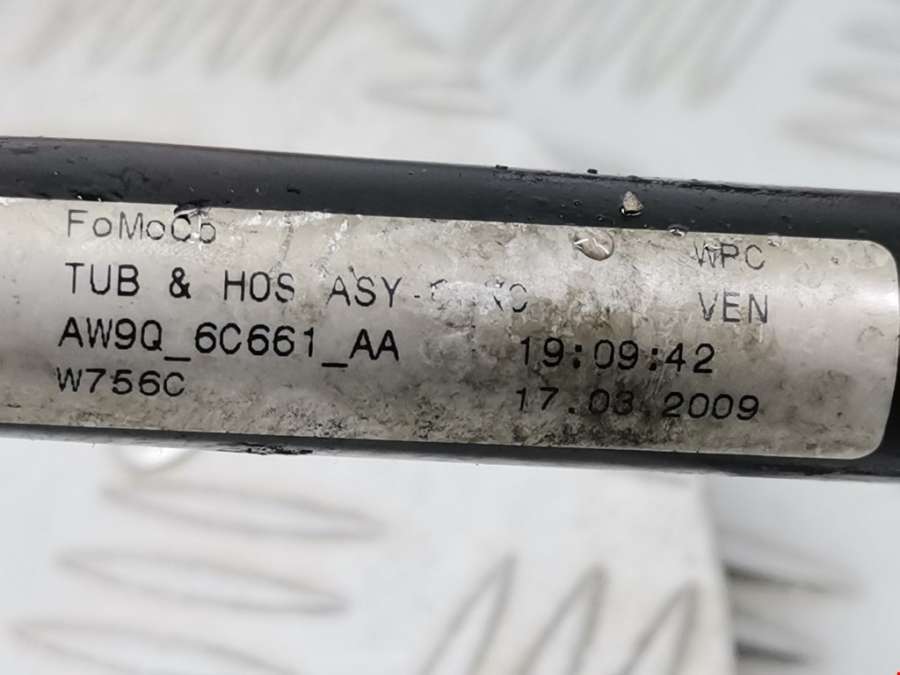 FoMoCo
WPC
TUB & HOS ASY
VEN
AW9Q_6C661_AA
19:09:42
W756C
17.03.2009